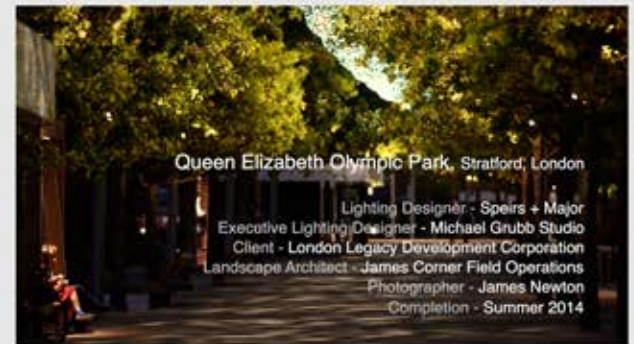 Queen Elizabeth Olympic Park, Stratford, London
Lighting Designer - Speirs + Major
Executive Lighting Designer - Michael Grubb Studio
Client - London Legacy Development Corporation
Landscape Architect - James Corner Field Operations
Photographer - James Newton
Completion - Summer 2014